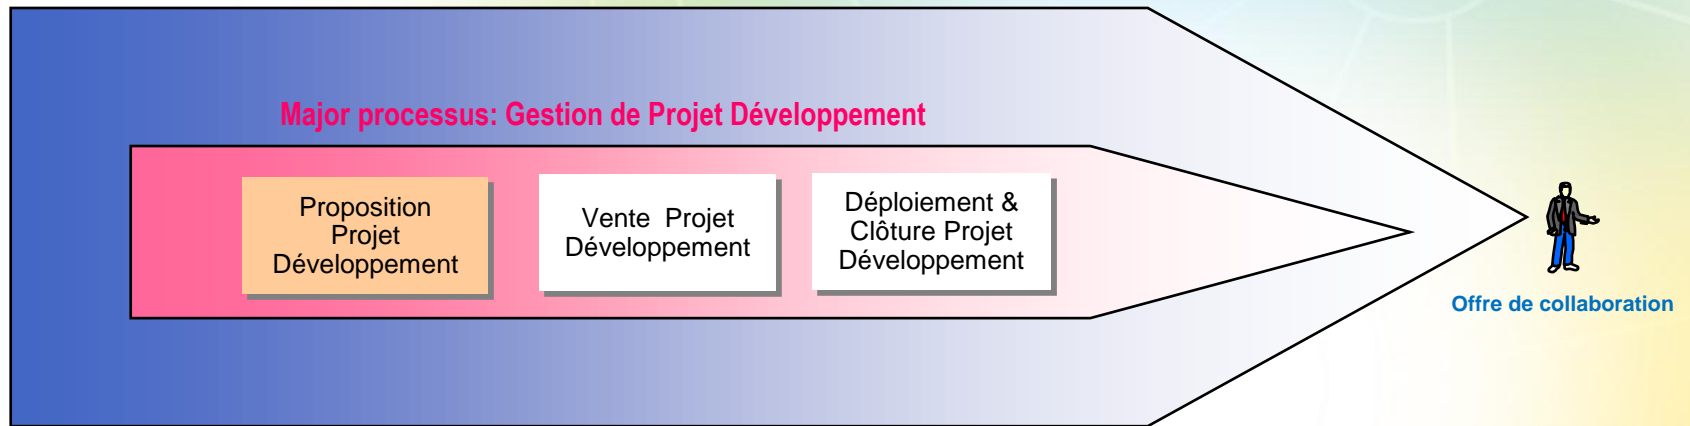 Major processus: Gestion de Projet Développement
Proposition
Projet
Développement
Vente  Projet
Développement
Déploiement &
Clôture Projet
Développement
Offre de collaboration